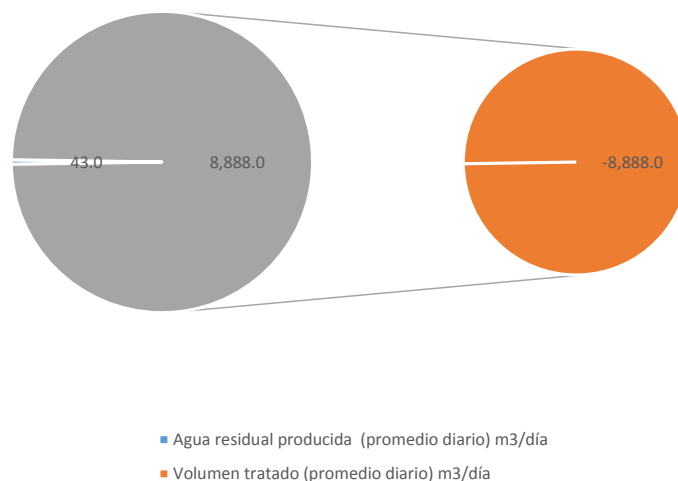 43.0
8,888.0
-8,888.0
Agua residual producida (promedio diario) m3/día
Volumen tratado (promedio diario) m3/día